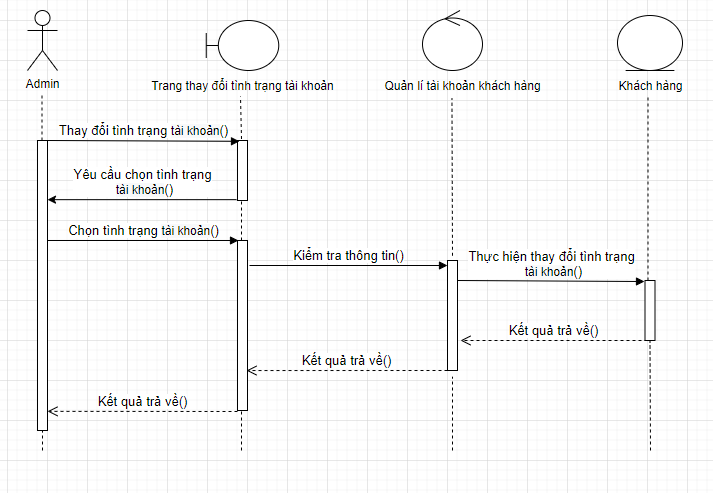 Admin
Trang thay đổi tình trạng tài khoản
Quản lí tài khoản khách hàng
Khách hàng
Thay đổi tình trạng tài khoản()
Yêu cầu chọn tình trạng
tài khoản()
Chọn tình trạng tài khoản()
Kiểm tra thông tin()
Thực hiện thay đổi tình trạng
tài khoản()
Kết quả trả về()
Kết quả trả về()
Kết quả trả về()